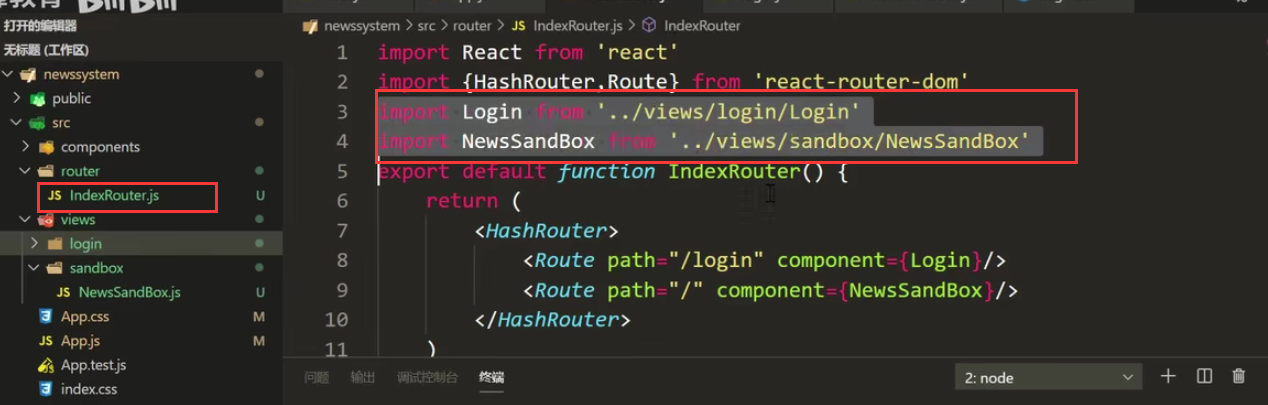 打开的编辑器
无标题 (工作区)
newssystem
public
src
components
router
JS IndexRouter.js U
views
login
sandbox
JS NewsSandBox.js U
App.css M
JS App.js M
App.test.js
index.css
newssystem > src > router > JS IndexRouter.js > IndexRouter
1 import React from 'react'
2 import {HashRouter,Route} from 'react-router-dom'
3 import Login from '../views/login/Login'
4 import NewsSandBox from '../views/sandbox/NewsSandBox'
5 export default function IndexRouter() {
6 return (
7 <HashRouter>
8 <Route path="/login" component={Login}/>
9 <Route path="/" component={NewsSandBox}/>
10 </HashRouter>
11 )
问题 输出 调试控制台 终端
2: node